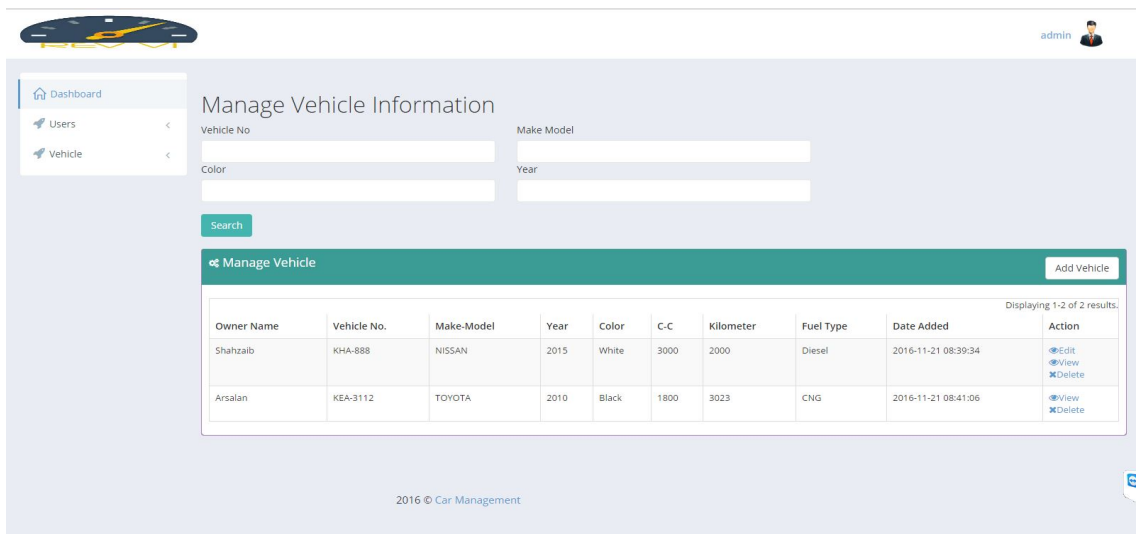 REV VI
admin
Dashboard
Users
Vehicle
Manage Vehicle Information
Vehicle No
Make Model
Color
Year
Search
Manage Vehicle
Add Vehicle
Displaying 1-2 of 2 results.
Owner Name Vehicle No. Make-Model Year Color C-C Kilometer Fuel Type Date Added Action
Shahzaib KHA-888 NISSAN 2015 White 3000 2000 Diesel 2016-11-21 08:39:34 Edit
View
Delete
Arsalan KEA-3112 TOYOTA 2010 Black 1800 3023 CNG 2016-11-21 08:41:06 View
Delete
2016 © Car Management